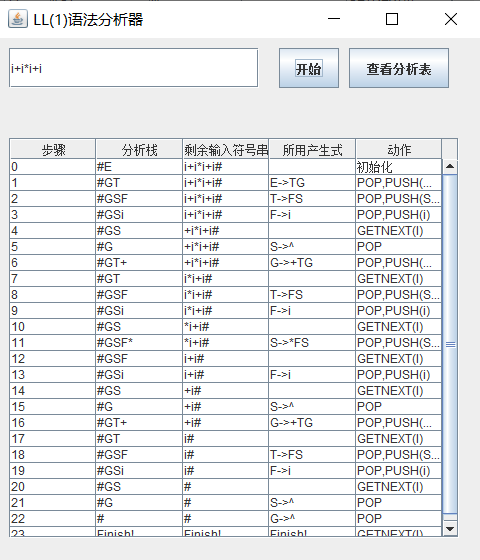 LL(1)语法分析器
i+i*i+i 开始 查看分析表
步骤 分析栈 剩余输入符号串 所用产生式 动作
0 #E i+i*i+i# 初始化
1 #GT i+i*i+i# E->TG POP,PUSH(...
2 #GSF i+i*i+i# T->FS POP,PUSH(S...
3 #GSi i+i*i+i# F->i POP,PUSH(i)
4 #GS +i*i+i# GETNEXT(I)
5 #G +i*i+i# S->^ POP
6 #GT+ +i*i+i# G->+TG POP,PUSH(...
7 #GT i*i+i# GETNEXT(I)
8 #GSF i*i+i# T->FS POP,PUSH(S...
9 #GSi i*i+i# F->i POP,PUSH(i)
10 #GS *i+i# GETNEXT(I)
11 #GSF* *i+i# S->*FS POP,PUSH(S...
12 #GSF i+i# GETNEXT(I)
13 #GSi i+i# F->i POP,PUSH(i)
14 #GS +i# GETNEXT(I)
15 #G +i# S->^ POP
16 #GT+ +i# G->+TG POP,PUSH(...
17 #GT i# GETNEXT(I)
18 #GSF i# T->FS POP,PUSH(S...
19 #GSi i# F->i POP,PUSH(i)
20 #GS # GETNEXT(I)
21 #G # S->^ POP
22 # # G->^ POP
23 Finish! Finish! Finish! GETNEXT(I)